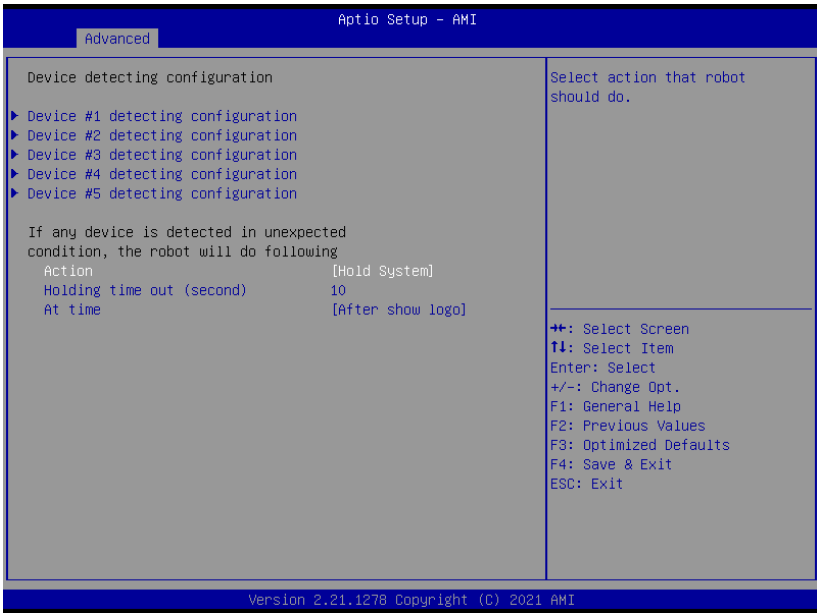 Aptio Setup – AMI
Advanced
Device detecting configuration
Device #1 detecting configuration
Device #2 detecting configuration
Device #3 detecting configuration
Device #4 detecting configuration
Device #5 detecting configuration
If any device is detected in unexpected
condition, the robot will do following
Action [Hold System]
Holding time out (second) 10
At time [After show logo]
Select action that robot
should do.
→←: Select Screen
↑↓: Select Item
Enter: Select
+/-: Change Opt.
F1: General Help
F2: Previous Values
F3: Optimized Defaults
F4: Save & Exit
ESC: Exit
Version 2.21.1278 Copyright (C) 2021 AMI